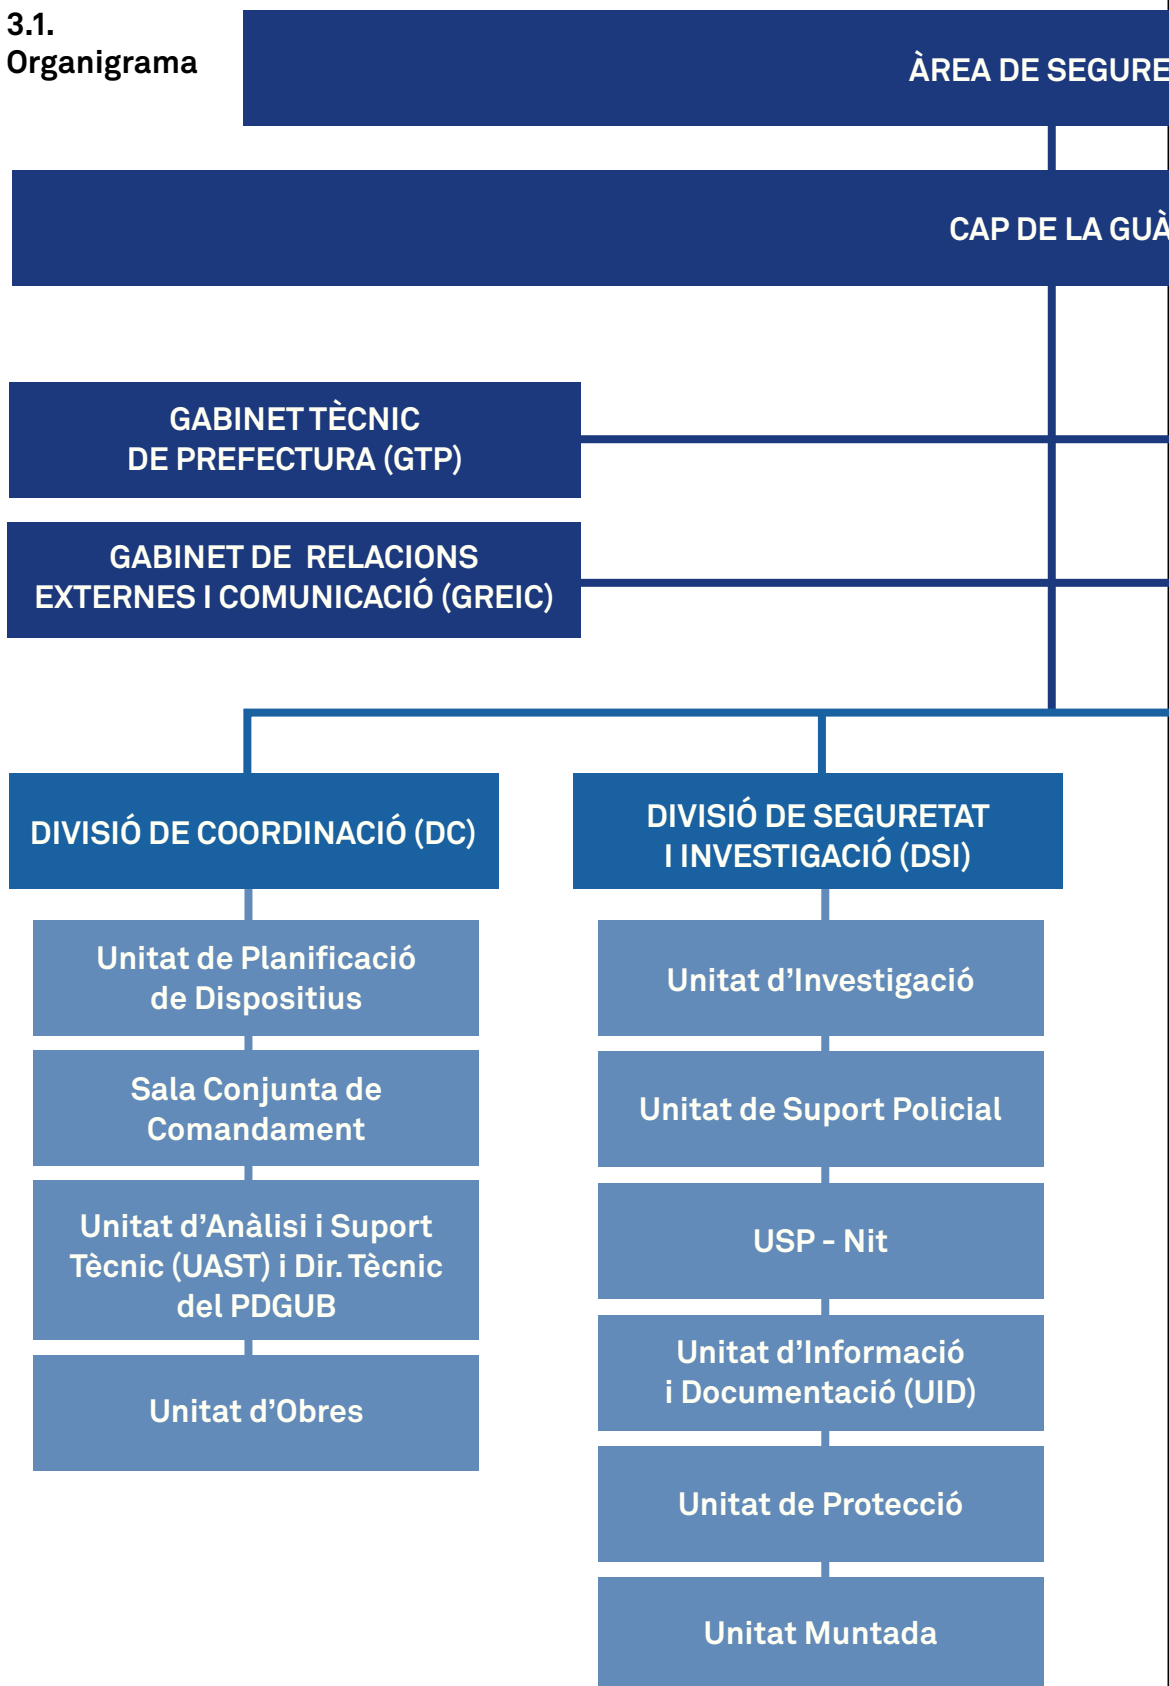 3.1.
Organigrama
ÀREA DE SEGURE
CAP DE LA GUÀ
GABINET TÈCNIC
DE PREFECTURA (GTP)
GABINET DE RELACIONS
EXTERNES I COMUNICACIÓ (GREIC)
DIVISIÓ DE COORDINACIÓ (DC)
Unitat de Planificació
de Dispositius
Sala Conjunta de
Comandament
Unitat d’Anàlisi i Suport
Tècnic (UAST) i Dir. Tècnic
del PDGUB
Unitat d’Obres
DIVISIÓ DE SEGURETAT
I INVESTIGACIÓ (DSI)
Unitat d’Investigació
Unitat de Suport Policial
USP - Nit
Unitat d’Informació
i Documentació (UID)
Unitat de Protecció
Unitat Muntada